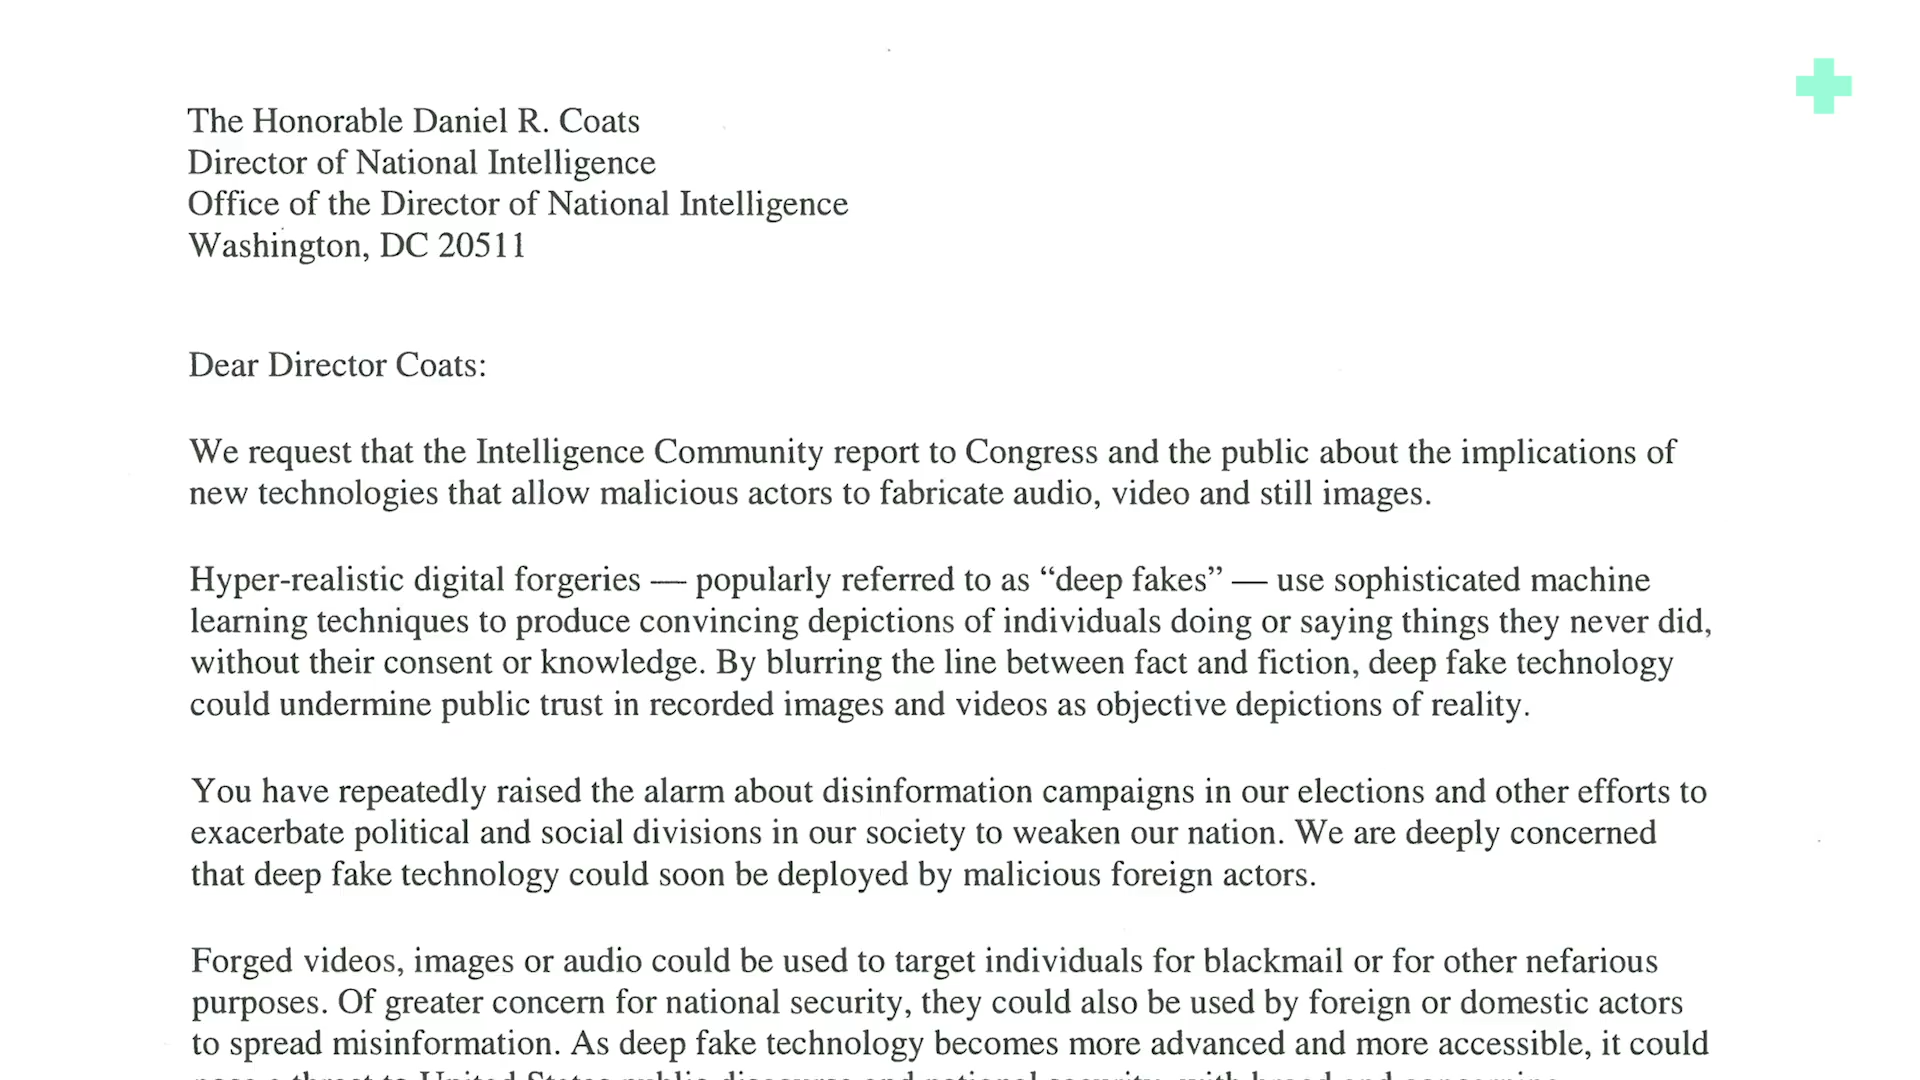 The Honorable Daniel R. Coats
Director of National Intelligence
Office of the Director of National Intelligence
Washington, DC 20511
Dear Director Coats:
We request that the Intelligence Community report to Congress and the public about the implications of
new technologies that allow malicious actors to fabricate audio, video and still images.
Hyper-realistic digital forgeries — popularly referred to as “deep fakes” — use sophisticated machine
learning techniques to produce convincing depictions of individuals doing or saying things they never did,
without their consent or knowledge. By blurring the line between fact and fiction, deep fake technology
could undermine public trust in recorded images and videos as objective depictions of reality.
You have repeatedly raised the alarm about disinformation campaigns in our elections and other efforts to
exacerbate political and social divisions in our society to weaken our nation. We are deeply concerned
that deep fake technology could soon be deployed by malicious foreign actors.
Forged videos, images or audio could be used to target individuals for blackmail or for other nefarious
purposes. Of greater concern for national security, they could also be used by foreign or domestic actors
to spread misinformation. As deep fake technology becomes more advanced and more accessible, it could